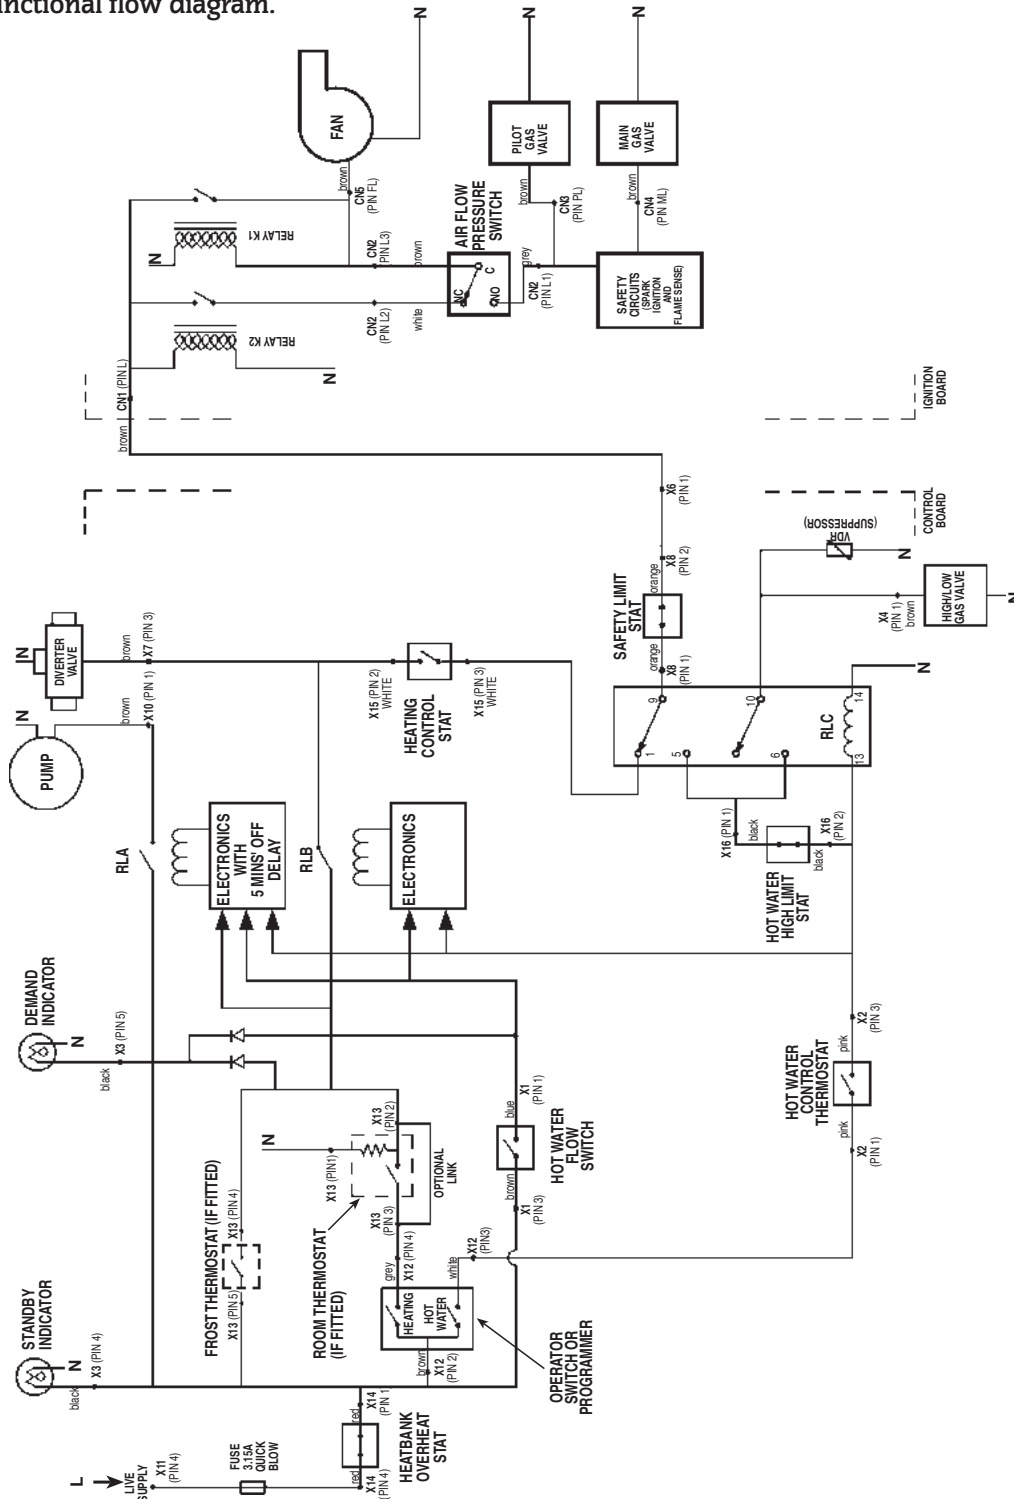 nctional flow diagram.
N
N
N
FAN
PILOT
GAS
VALVE
MAIN
GAS
VALVE
brown
CN5
(PIN FL)
brown
CN3
(PIN PL)
brown
CN4
(PIN ML)
RELAY K1
N
CN2
(PIN L3)
brown
AIR FLOW
PRESSURE
SWITCH
C
NC
NO
grey
CN2
(PIN L1)
SAFETY
CIRCUITS
(SPARK
IGNITION
AND
FLAME SENSE)
CN2
(PIN L2)
white
RELAY K2
N
CN1 (PIN L)
brown
IGNITION
BOARD
CONTROL
BOARD
X6
(PIN 1)
VDR
(SUPPRESSOR)
N
X8
(PIN 2)
orange
SAFETY LIMIT
STAT
orange
X8
(PIN 1)
X4
(PIN 1)
brown
HIGH/LOW
GAS VALVE
N
N
DIVERTER
VALVE
brown
X7 (PIN 3)
N
PUMP
brown
X10 (PIN 1)
X15 (PIN 2)
WHITE
HEATING
CONTROL
STAT
X15 (PIN 3)
WHITE
9
10
14
N
1
5
6
13
RLC
RLA
ELECTRONICS
WITH
5 MINS' OFF
DELAY
RLB
ELECTRONICS
X16 (PIN 1)
black
X16
(PIN 2)
black
HOT WATER
HIGH LIMIT
STAT
DEMAND
INDICATOR
N
X3 (PIN 5)
black
X2
(PIN 3)
pink
HOT WATER
CONTROL
THERMOSTAT
pink
X2
(PIN 1)
X1
(PIN 1)
blue
HOT WATER
FLOW
SWITCH
brown
X1
(PIN 3)
N
X13
(PIN 2)
X13 (PIN1)
OPTIONAL
LINK
X13
(PIN 3)
FROST THERMOSTAT (IF FITTED)
X13 (PIN 4)
X13 (PIN 5)
ROOM THERMOSTAT
(IF FITTED)
grey
X12 (PIN 4)
white
X12
(PIN3)
HEATING
HOT
WATER
brown
X12
(PIN 2)
OPERATOR
SWITCH OR
PROGRAMMER
STANDBY
INDICATOR
N
X3 (PIN 4)
black
X14
(PIN 1
red
HEATBANK
OVERHEAT
STAT
red
X14
(PIN 4)
FUSE
3.15A
QUICK
BLOW
L
LIVE
SUPPLY
X11
(PIN 4)